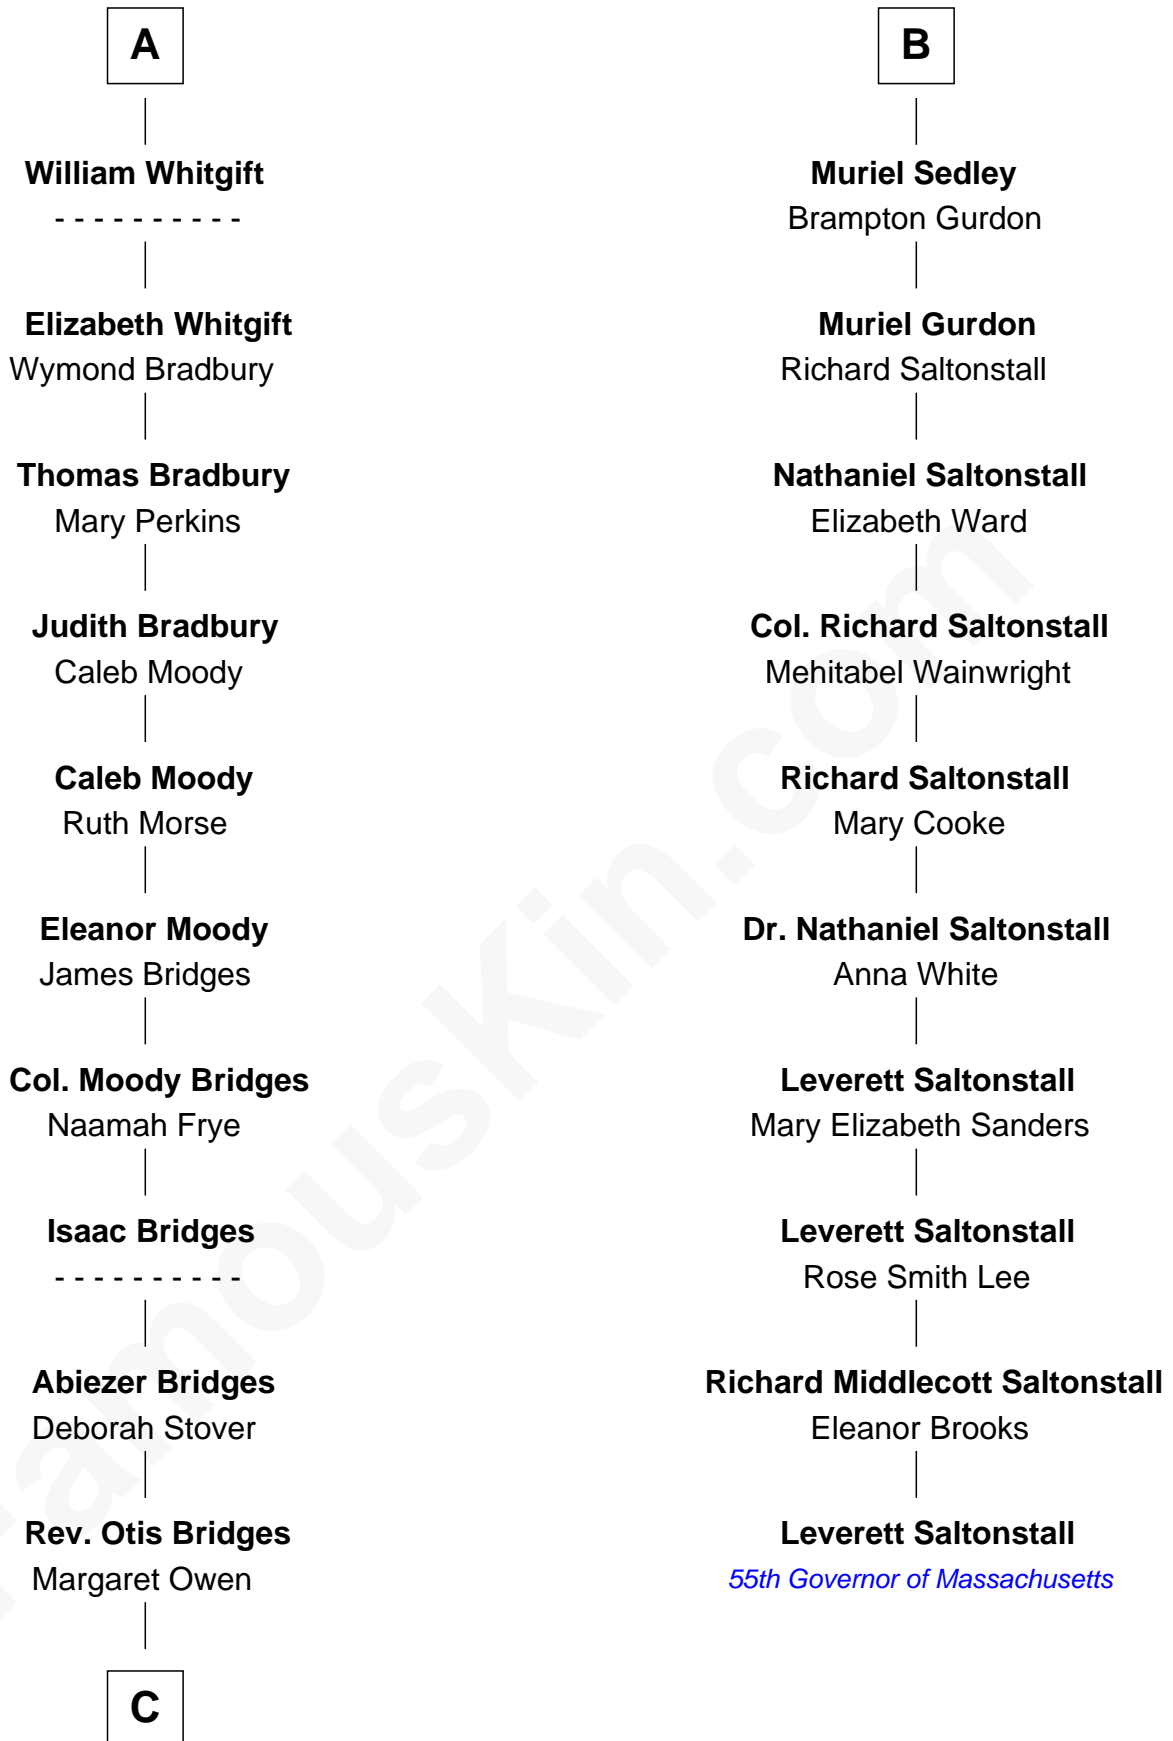 A
William Whitgift
- - - - - - - - - -
Elizabeth Whitgift
Wymond Bradbury
Thomas Bradbury
Mary Perkins
Judith Bradbury
Caleb Moody
Caleb Moody
Ruth Morse
Eleanor Moody
James Bridges
Col. Moody Bridges
Naamah Frye
Isaac Bridges
- - - - - - - - - -
Abiezer Bridges
Deborah Stover
Rev. Otis Bridges
Margaret Owen
C
B
Muriel Sedley
Brampton Gurdon
Muriel Gurdon
Richard Saltonstall
Nathaniel Saltonstall
Elizabeth Ward
Col. Richard Saltonstall
Mehitabel Wainwright
Richard Saltonstall
Mary Cooke
Dr. Nathaniel Saltonstall
Anna White
Leverett Saltonstall
Mary Elizabeth Sanders
Leverett Saltonstall
Rose Smith Lee
Richard Middlecott Saltonstall
Eleanor Brooks
Leverett Saltonstall
55th Governor of Massachusetts
FamousKin.com